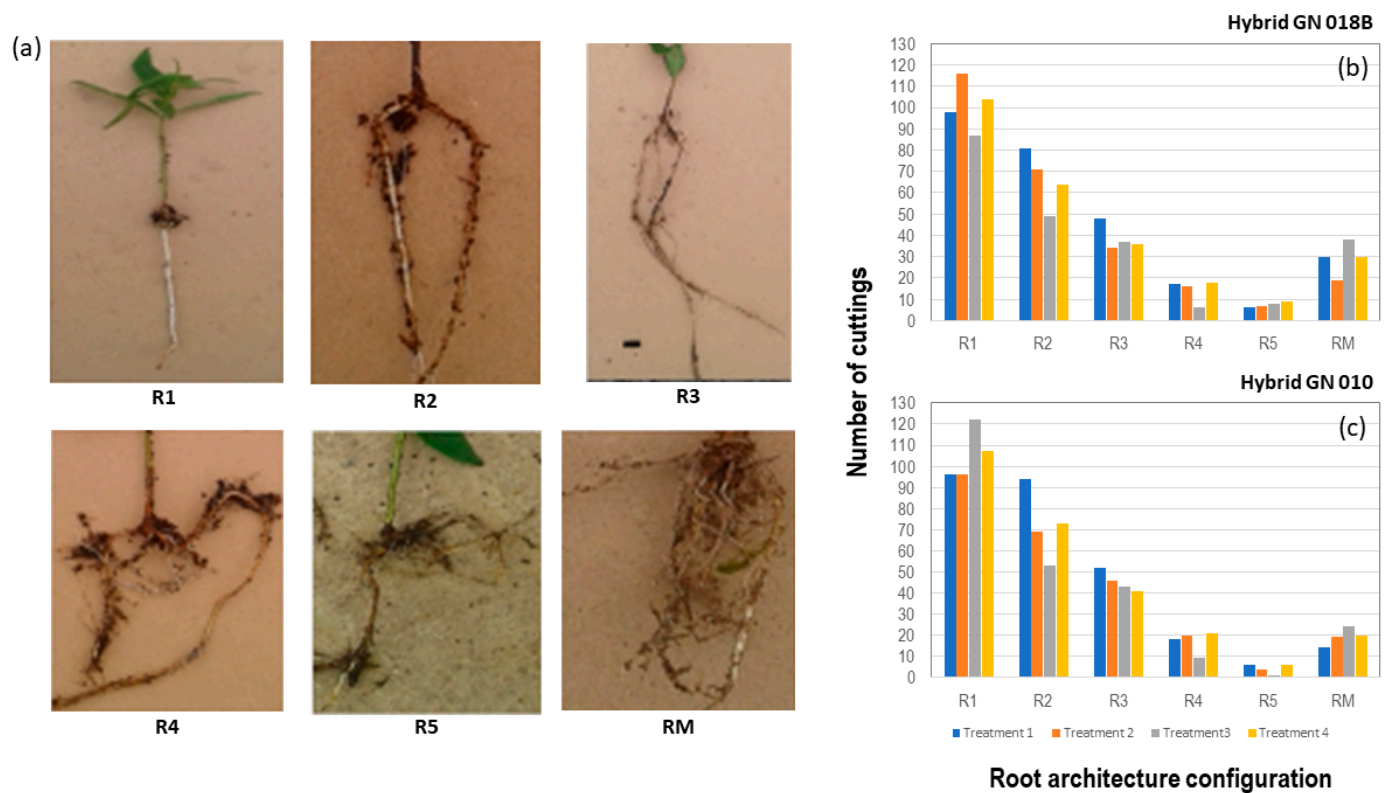 (a)
R1
R2
R3
R4
R5
RM
Hybrid GN 018B
(b)
130
120
110
100
90
80
70
60
50
40
30
20
10
0
R1 R2 R3 R4 R5 RM
Number of cuttings
Hybrid GN 010
(c)
130
120
110
100
90
80
70
60
50
40
30
20
10
0
R1 R2 R3 R4 R5 RM
Treatment 1 Treatment 2 Treatment3 Treatment 4
Root architecture configuration